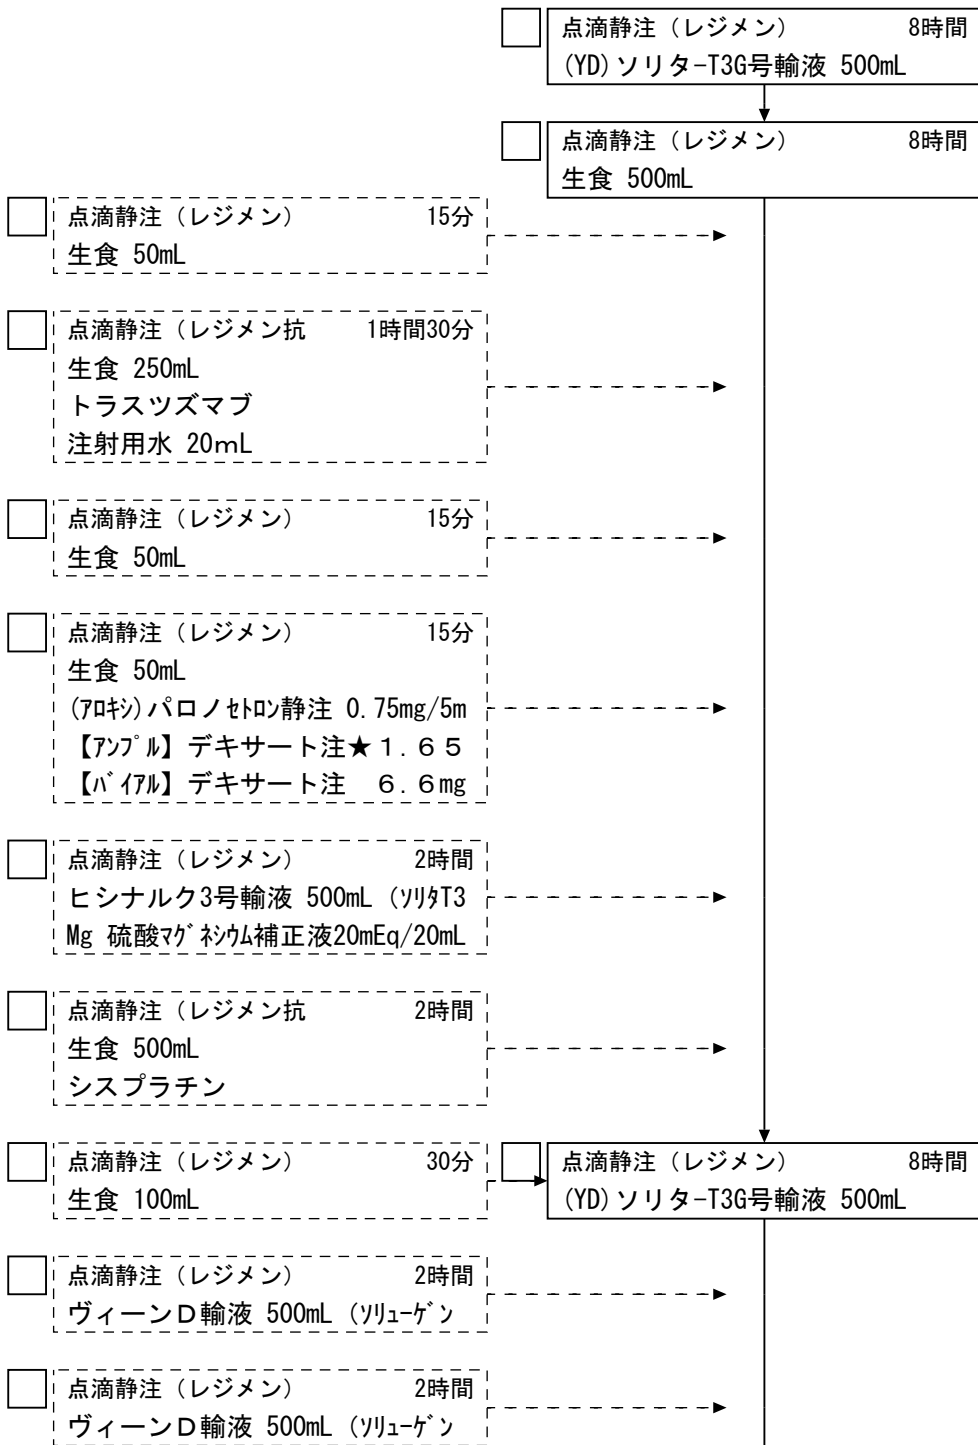 点滴静注（レジメン） 8時間
(YD)ソリタ-T3G号輸液 500mL
点滴静注（レジメン） 8時間
生食 500mL
点滴静注（レジメン） 15分
生食 50mL
点滴静注（レジメン抗 1時間30分
生食 250mL
トラスツズマブ
注射用水 20mL
点滴静注（レジメン） 15分
生食 50mL
点滴静注（レジメン） 15分
生食 50mL
(ｱﾛｷｼ)パロノｾﾄﾛﾝ静注 0.75mg/5m
【ｱﾝﾌﾟﾙ】デキサート注★１.６５
【ﾊﾞｲｱﾙ】デキサート注　６.６mg
点滴静注（レジメン） 2時間
ヒシナルク3号輸液 500mL（ｿﾘﾀT3
Mg 硫酸ﾏｸﾞﾈｼｳﾑ補正液20mEq/20mL
点滴静注（レジメン抗 2時間
生食 500mL
シスプラチン
点滴静注（レジメン） 30分
生食 100mL
点滴静注（レジメン） 8時間
(YD)ソリタ-T3G号輸液 500mL
点滴静注（レジメン） 2時間
ヴィーンＤ輸液 500mL（ｿﾘｭｰｹﾞﾝ
点滴静注（レジメン） 2時間
ヴィーンＤ輸液 500mL（ｿﾘｭｰｹﾞﾝ